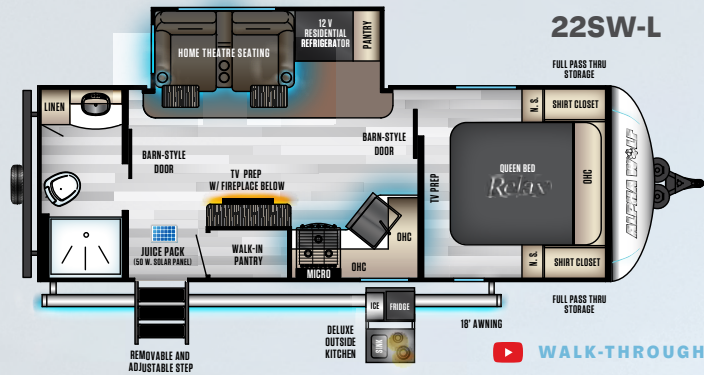 22SW-L
12 V
RESIDENTIAL
REFRIGERATOR
PANTRY
HOME THEATRE SEATING
FULL PASS THRU
STORAGE
LINEN
N.S.
SHIRT CLOSET
BARN-STYLE
DOOR
BARN-STYLE
DOOR
TV PREP
W/ FIREPLACE BELOW
TV PREP
QUEEN BED
Relax
OHC
ALPHA WOLF
JUICE PACK
(50 W. SOLAR PANEL)
WALK-IN
PANTRY
MICRO
OHC
OHC
N.S.
SHIRT CLOSET
FULL PASS THRU
STORAGE
ICE
FRIDGE
SINK
18' AWNING
DELUXE
OUTSIDE
KITCHEN
REMOVABLE AND
ADJUSTABLE STEP
WALK-THROUGH